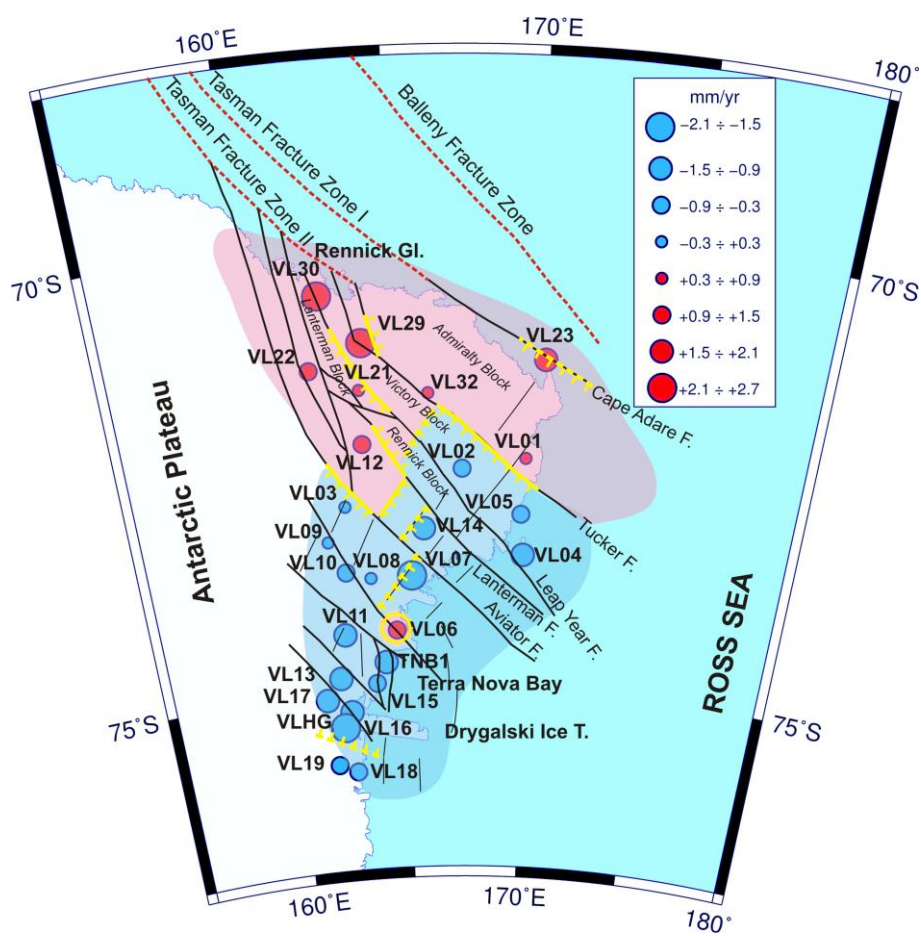 160˚E
170˚E
180˚
mm/yr
−2.1 ÷ −1.5
−1.5 ÷ −0.9
−0.9 ÷ −0.3
−0.3 ÷ +0.3
+0.3 ÷ +0.9
+0.9 ÷ +1.5
+1.5 ÷ +2.1
+2.1 ÷ +2.7
Tasman Fracture Zone I
Tasman Fracture Zone II
Balleny Fracture Zone
Rennick Gl.
70˚S
70˚S
VL30
VL29
VL23
Lanterman Block
Admiralty Block
VL22
VL21
VL32
Victory Block
Cape Adare F.
Rennick Block
VL12
VL02
VL01
Antarctic Plateau
VL03
VL05
Tucker F.
VL09
VL14
VL10
VL08
VL07
VL04
Lanterman F.
Leap Year F.
Aviator F.
VL11
VL06
ROSS SEA
TNB1
VL13
VL15
Terra Nova Bay
VL17
VLHG
VL16
Drygalski Ice T.
75˚S
75˚S
VL19
VL18
160˚E
170˚E
180˚